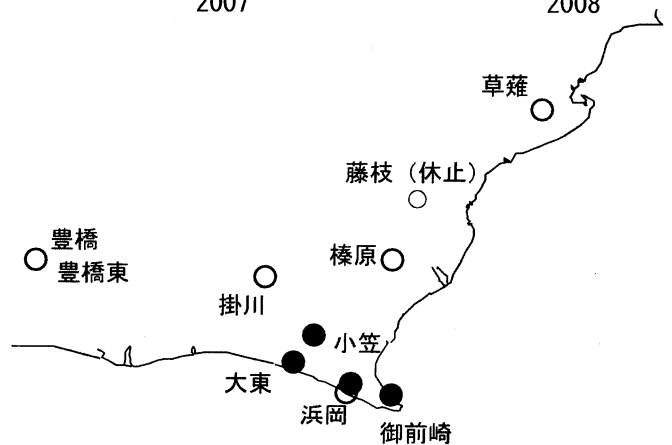 2007
2008
草薙
藤枝（休止）
豊橋
豊橋東
榛原
掛川
小笠
大東
浜岡
御前崎